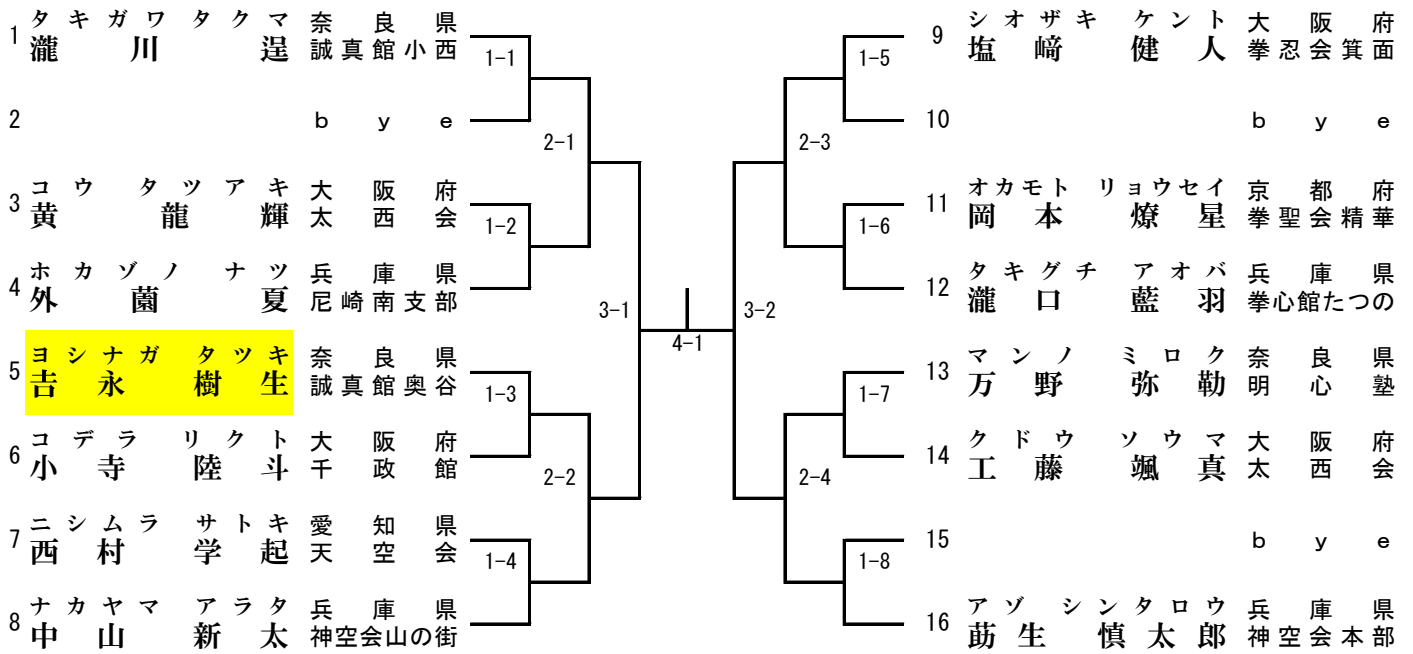 1 タキガワ タクマ 奈良県
瀧川 逞 誠真館小西
1-1
2 bye
2-1
3 コウ タツアキ 大阪府
黄 龍輝 太西会
1-2
4 ホカゾノ ナツ 兵庫県
外薗 夏 尼崎南支部
3-1
5 ヨシナガ タツキ 奈良県
𠮷永 樹生 誠真館奥谷
1-3
6 コデラ リクト 大阪府
小寺 陸斗 千政館
2-2
7 ニシムラ サトキ 愛知県
西村 学起 天空会
1-4
8 ナカヤマ アラタ 兵庫県
中山 新太 神空会山の街
4-1
9 シオザキ ケント 大阪府
塩﨑 健人 拳忍会箕面
1-5
10 bye
2-3
11 オカモト リョウセイ 京都府
岡本 燎星 拳聖会精華
1-6
12 タキグチ アオバ 兵庫県
瀧口 藍羽 拳心館たつの
3-2
13 マンノ ミロク 奈良県
万野 弥勒 明心塾
1-7
14 クドウ ソウマ 大阪府
工藤 颯真 太西会
2-4
15 bye
1-8
16 アゾ シンタロウ 兵庫県
莇生 慎太郎 神空会本部